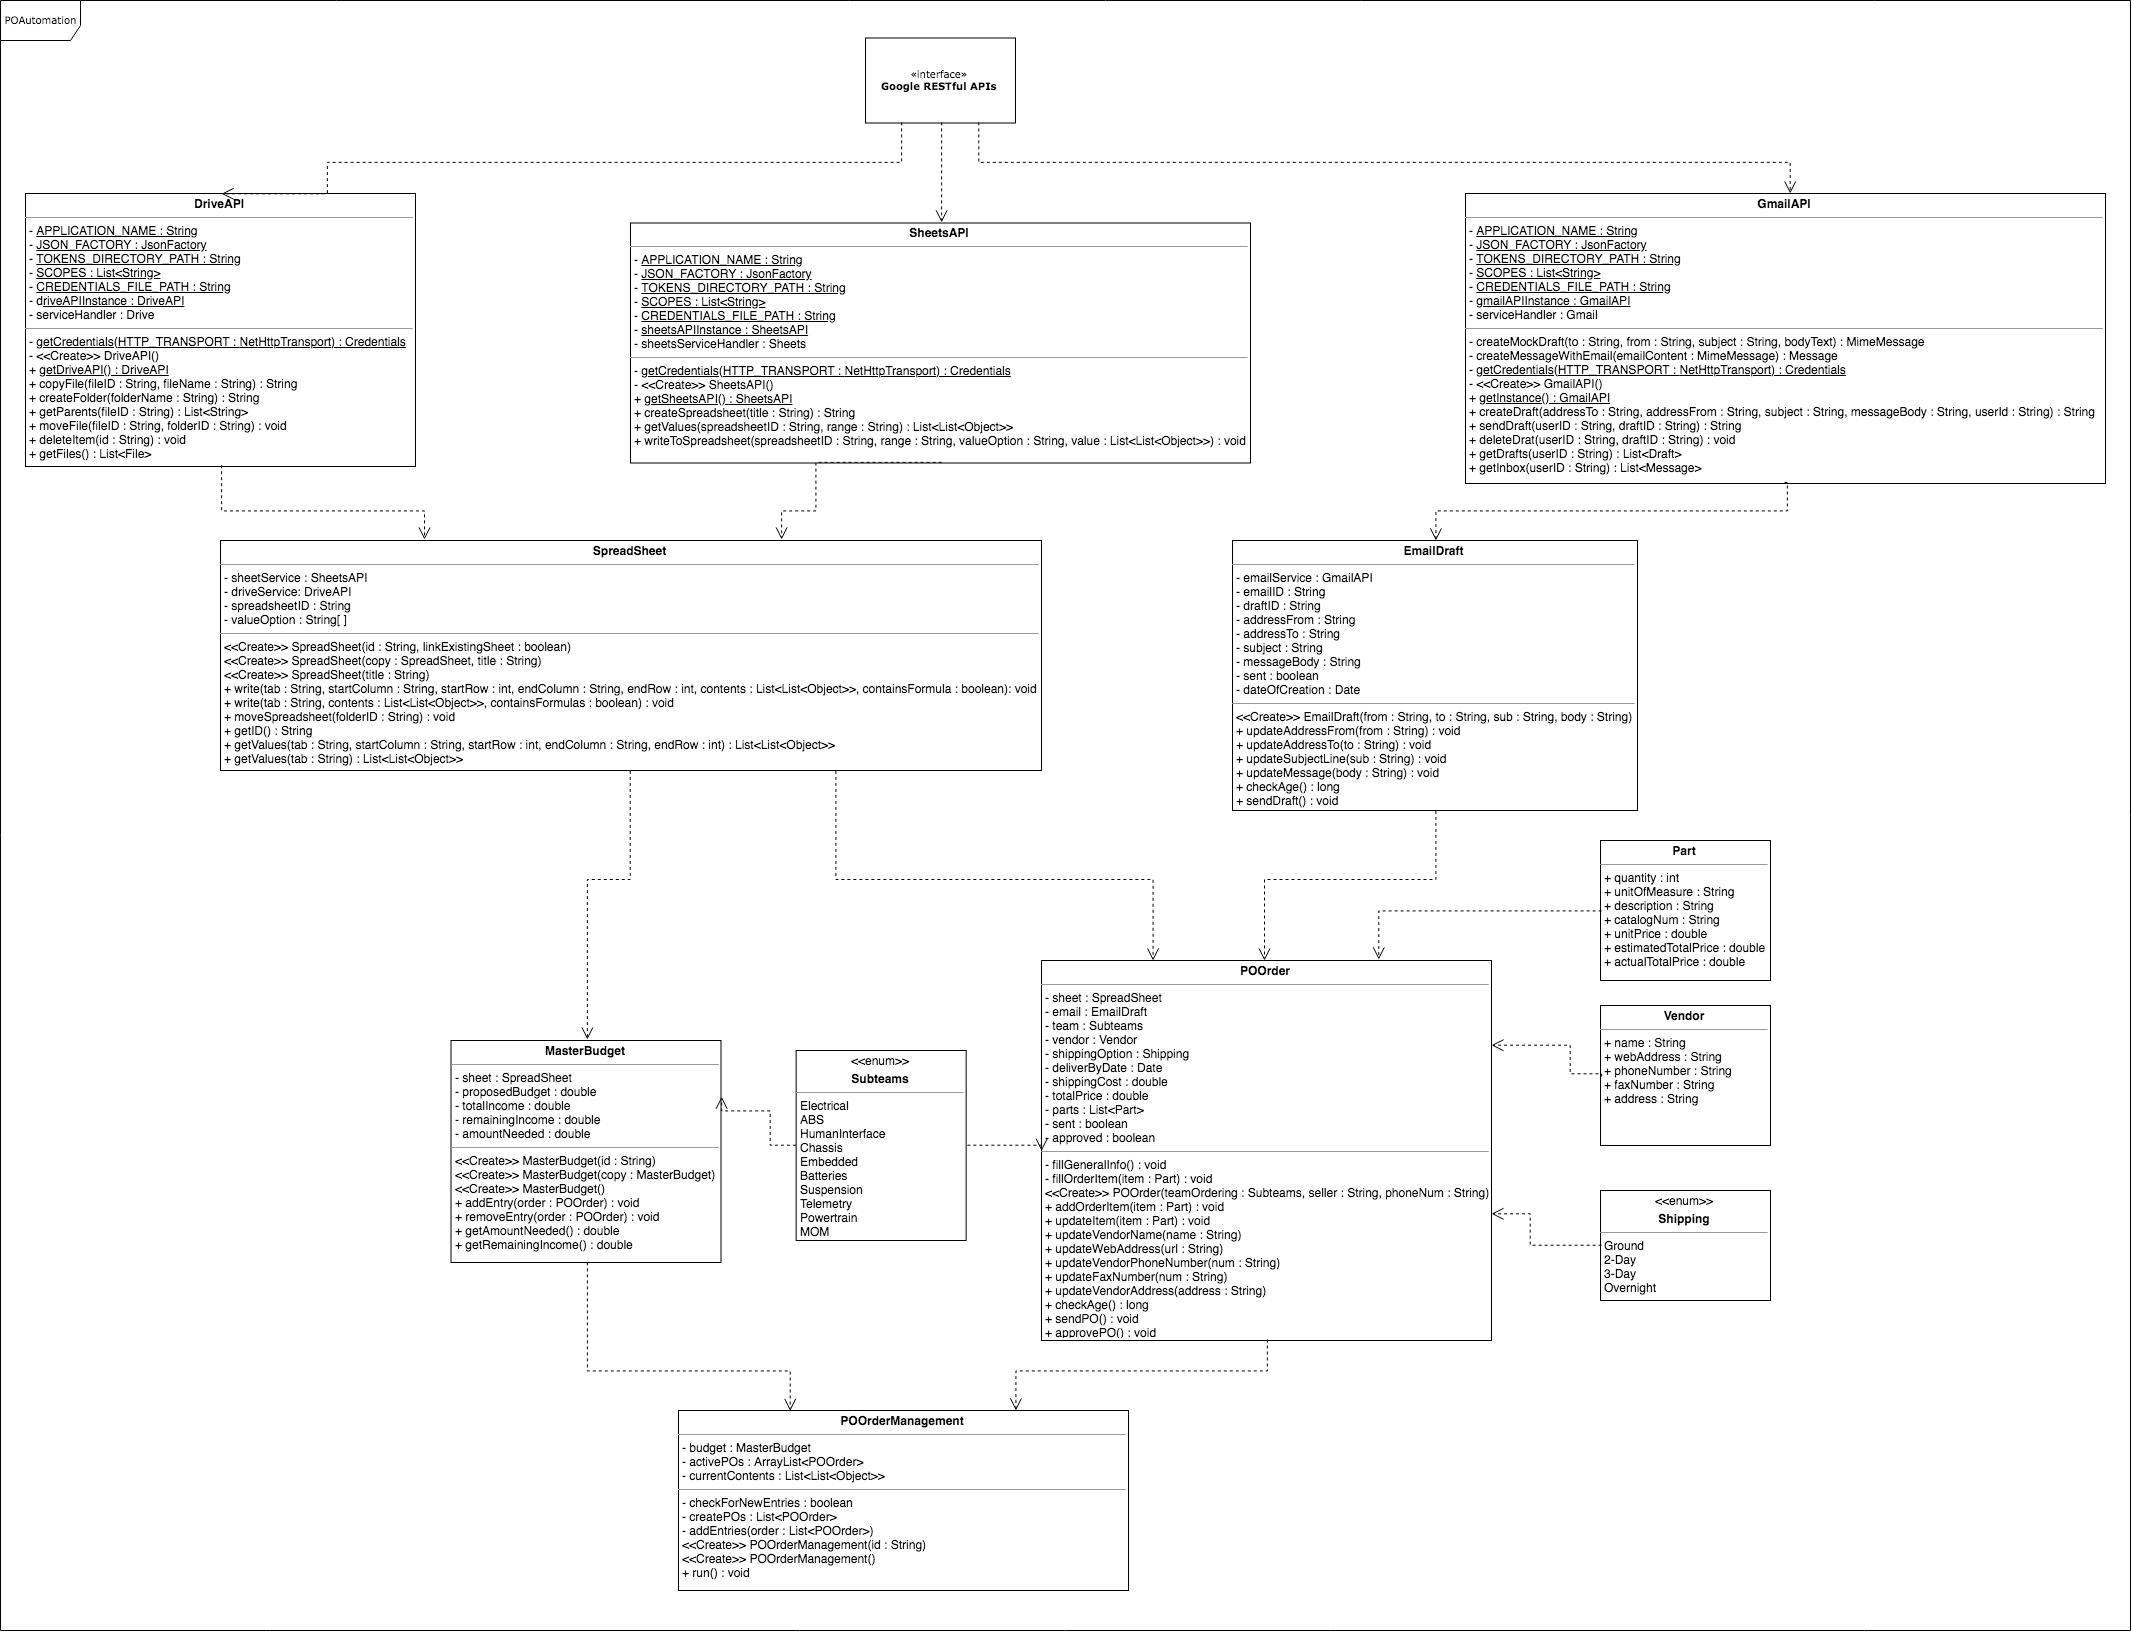 POAutomation
«interface»
Google RESTful APIs
DriveAPI
- APPLICATION_NAME : String
- JSON_FACTORY : JsonFactory
- TOKENS_DIRECTORY_PATH : String
- SCOPES : List<String>
- CREDENTIALS_FILE_PATH : String
- driveAPIInstance : DriveAPI
- serviceHandler : Drive
- getCredentials(HTTP_TRANSPORT : NetHttpTransport) : Credentials
- <<Create>> DriveAPI()
+ getDriveAPI() : DriveAPI
+ copyFile(fileID : String, fileName : String) : String
+ createFolder(folderName : String) : String
+ getParents(fileID : String) : List<String>
+ moveFile(fileID : String, folderID : String) : void
+ deleteItem(id : String) : void
+ getFiles() : List<File>
SheetsAPI
- APPLICATION_NAME : String
- JSON_FACTORY : JsonFactory
- TOKENS_DIRECTORY_PATH : String
- SCOPES : List<String>
- CREDENTIALS_FILE_PATH : String
- sheetsAPIInstance : SheetsAPI
- sheetsServiceHandler : Sheets
- getCredentials(HTTP_TRANSPORT : NetHttpTransport) : Credentials
- <<Create>> SheetsAPI()
+ getSheetsAPI() : SheetsAPI
+ createSpreadsheet(title : String) : String
+ getValues(spreadsheetID : String, range : String) : List<List<Object>>
+ writeToSpreadsheet(spreadsheetID : String, range : String, valueOption : String, value : List<List<Object>>) : void
GmailAPI
- APPLICATION_NAME : String
- JSON_FACTORY : JsonFactory
- TOKENS_DIRECTORY_PATH : String
- SCOPES : List<String>
- CREDENTIALS_FILE_PATH : String
- gmailAPIInstance : GmailAPI
- serviceHandler : Gmail
- createMockDraft(to : String, from : String, subject : String, bodyText) : MimeMessage
- createMessageWithEmail(emailContent : MimeMessage) : Message
- getCredentials(HTTP_TRANSPORT : NetHttpTransport) : Credentials
- <<Create>> GmailAPI()
+ getInstance() : GmailAPI
+ createDraft(addressTo : String, addressFrom : String, subject : String, messageBody : String, userId : String) : String
+ sendDraft(userID : String, draftID : String) : String
+ deleteDrat(userID : String, draftID : String) : void
+ getDrafts(userID : String) : List<Draft>
+ getInbox(userID : String) : List<Message>
SpreadSheet
- sheetService : SheetsAPI
- driveService: DriveAPI
- spreadsheetID : String
- valueOption : String[ ]
<<Create>> SpreadSheet(id : String, linkExistingSheet : boolean)
<<Create>> SpreadSheet(copy : SpreadSheet, title : String)
<<Create>> SpreadSheet(title : String)
+ write(tab : String, startColumn : String, startRow : int, endColumn : String, endRow : int, contents : List<List<Object>>, containsFormula : boolean): void
+ write(tab : String, contents : List<List<Object>>, containsFormulas : boolean) : void
+ moveSpreadsheet(folderID : String) : void
+ getID() : String
+ getValues(tab : String, startColumn : String, startRow : int, endColumn : String, endRow : int) : List<List<Object>>
+ getValues(tab : String) : List<List<Object>>
EmailDraft
- emailService : GmailAPI
- emailID : String
- draftID : String
- addressFrom : String
- addressTo : String
- subject : String
- messageBody : String
- sent : boolean
- dateOfCreation : Date
<<Create>> EmailDraft(from : String, to : String, sub : String, body : String)
+ updateAddressFrom(from : String) : void
+ updateAddressTo(to : String) : void
+ updateSubjectLine(sub : String) : void
+ updateMessage(body : String) : void
+ checkAge() : long
+ sendDraft() : void
Part
+ quantity : int
+ unitOfMeasure : String
+ description : String
+ catalogNum : String
+ unitPrice : double
+ estimatedTotalPrice : double
+ actualTotalPrice : double
POOrder
- sheet : SpreadSheet
- email : EmailDraft
- team : Subteams
- vendor : Vendor
- shippingOption : Shipping
- deliverByDate : Date
- shippingCost : double
- totalPrice : double
- parts : List<Part>
- sent : boolean
- approved : boolean
- fillGeneralInfo() : void
- fillOrderItem(item : Part) : void
<<Create>> POOrder(teamOrdering : Subteams, seller : String, phoneNum : String)
+ addOrderItem(item : Part) : void
+ updateItem(item : Part) : void
+ updateVendorName(name : String)
+ updateWebAddress(url : String)
+ updateVendorPhoneNumber(num : String)
+ updateFaxNumber(num : String)
+ updateVendorAddress(address : String)
+ checkAge() : long
+ sendPO() : void
+ approvePO() : void
Vendor
+ name : String
+ webAddress : String
+ phoneNumber : String
+ faxNumber : String
+ address : String
MasterBudget
- sheet : SpreadSheet
- proposedBudget : double
- totalIncome : double
- remainingIncome : double
- amountNeeded : double
<<Create>> MasterBudget(id : String)
<<Create>> MasterBudget(copy : MasterBudget)
<<Create>> MasterBudget()
+ addEntry(order : POOrder) : void
+ removeEntry(order : POOrder) : void
+ getAmountNeeded() : double
+ getRemainingIncome() : double
<<enum>>
Subteams
Electrical
ABS
HumanInterface
Chassis
Embedded
Batteries
Suspension
Telemetry
Powertrain
MOM
<<enum>>
Shipping
Ground
2-Day
3-Day
Overnight
POOrderManagement
- budget : MasterBudget
- activePOs : ArrayList<POOrder>
- currentContents : List<List<Object>>
- checkForNewEntries : boolean
- createPOs : List<POOrder>
- addEntries(order : List<POOrder>)
<<Create>> POOrderManagement(id : String)
<<Create>> POOrderManagement()
+ run() : void